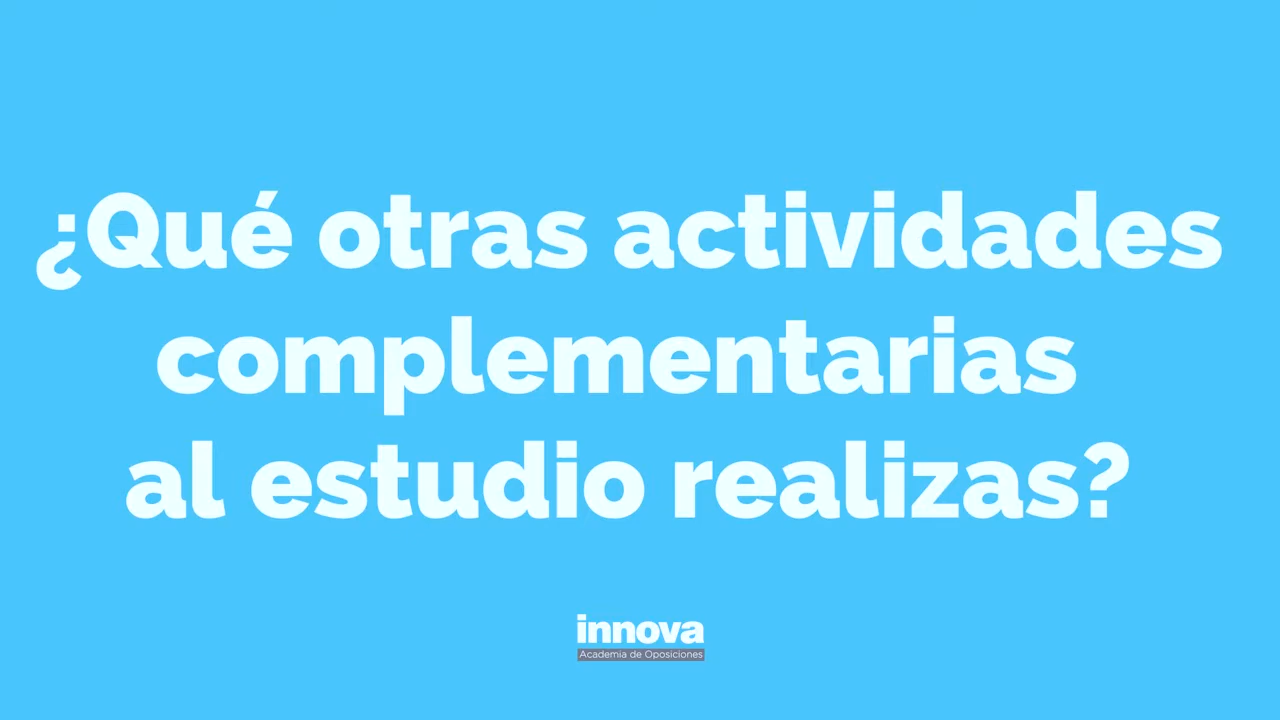 ¿Qué otras actividades
complementarias
al estudio realizas?
innova
Academia de Oposiciones